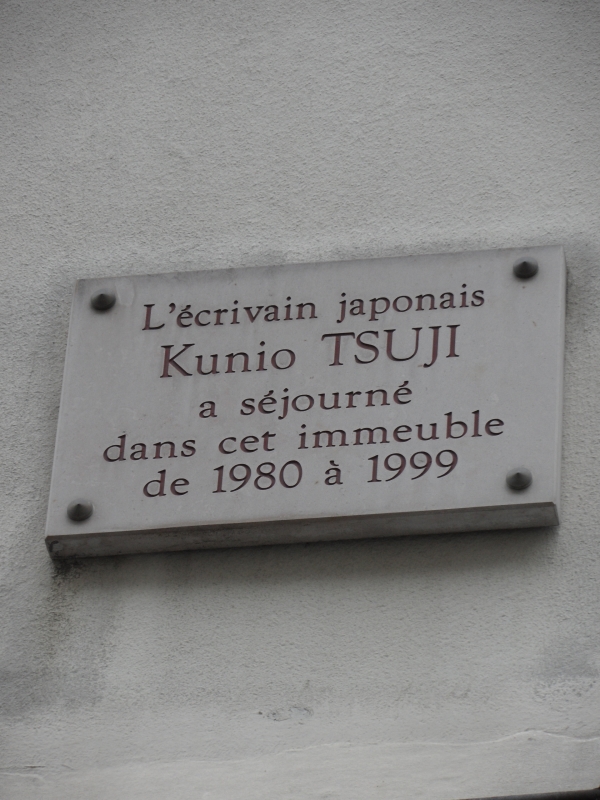 L'écrivain japonais
Kunio TSUJI
a séjourné
dans cet immeuble
de 1980 à 1999